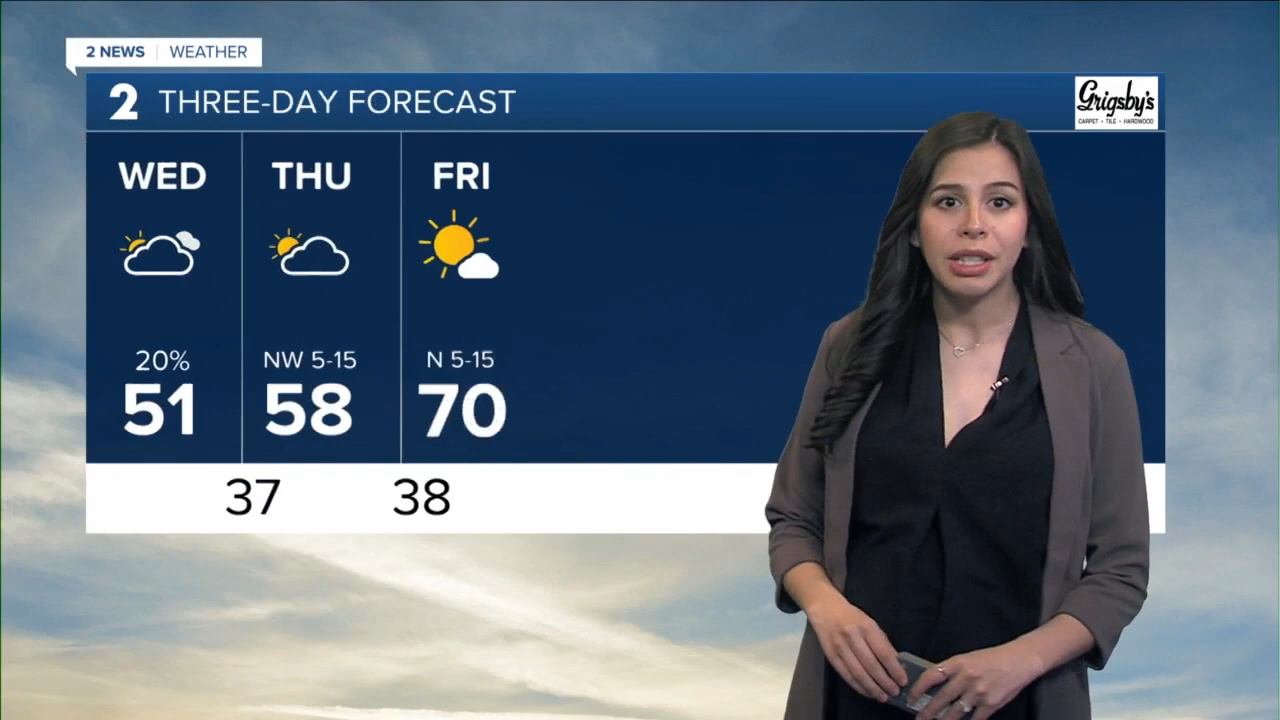 2 NEWS | WEATHER
2 THREE-DAY FORECAST
Grigsby's
CARPET • TILE • HARDWOOD
WED THU FRI
20% NW 5-15 N 5-15
51 58 70
37 38